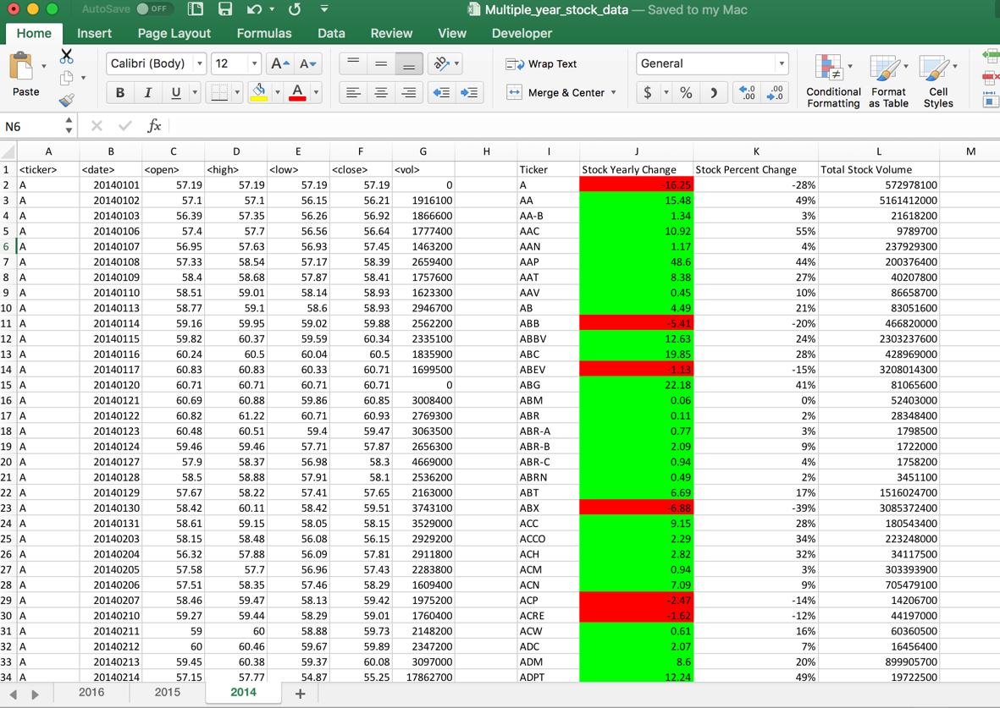 AutoSave OFF Multiple_year_stock_data — Saved to my Mac
Home Insert Page Layout Formulas Data Review View Developer
Calibri (Body) 12 A A Wrap Text General
Paste B I U A Merge & Center $ % Conditional Formatting Format as Table Cell Styles
N6 fx
A B C D E F G H I J K L M
1 <ticker> <date> <open> <high> <low> <close> <vol> Ticker Stock Yearly Change Stock Percent Change Total Stock Volume
2 A 20140101 57.19 57.19 57.19 57.19 0 A -16.25 -28% 572978100
3 A 20140102 57.1 57.1 56.15 56.21 1916100 AA 15.48 49% 5161412000
4 A 20140103 56.39 57.35 56.26 56.92 1866600 AA-B 1.34 3% 21618200
5 A 20140106 57.4 57.7 56.56 56.64 1777400 AAC 10.92 55% 9789700
6 A 20140107 56.95 57.63 56.93 57.45 1463200 AAN 1.17 4% 237929300
7 A 20140108 57.33 58.54 57.17 58.39 2659400 AAP 48.6 44% 200376400
8 A 20140109 58.4 58.68 57.87 58.41 1757600 AAT 8.38 27% 40207800
9 A 20140110 58.51 59.01 58.14 58.93 1623300 AAV 0.45 10% 86658700
10 A 20140113 58.77 59.1 58.6 58.93 2946700 AB 4.49 21% 83051600
11 A 20140114 59.16 59.95 59.02 59.88 2562200 ABB -5.41 -20% 466820000
12 A 20140115 59.82 60.37 59.59 60.34 2335100 ABBV 12.63 24% 2303237600
13 A 20140116 60.24 60.5 60.04 60.5 1835900 ABC 19.85 28% 428969000
14 A 20140117 60.83 60.83 60.33 60.71 1699500 ABEV -1.13 -15% 3208014300
15 A 20140120 60.71 60.71 60.71 60.71 0 ABG 22.18 41% 81065600
16 A 20140121 60.69 60.88 59.86 60.85 3008400 ABM 0.06 0% 52403000
17 A 20140122 60.82 61.22 60.71 60.93 2769300 ABR 0.11 2% 28348400
18 A 20140123 60.48 60.51 59.4 59.47 3063500 ABR-A 0.77 3% 1798500
19 A 20140124 59.46 59.46 57.71 57.87 2656300 ABR-B 2.09 9% 1722000
20 A 20140127 57.9 58.37 56.98 58.3 4669000 ABR-C 0.94 4% 1758200
21 A 20140128 58.5 58.88 57.91 58.1 2536200 ABRN 0.49 2% 3451100
22 A 20140129 57.67 58.22 57.41 57.65 2163000 ABT 6.69 17% 1516024700
23 A 20140130 58.42 60.11 58.42 59.51 3743100 ABX -6.88 -39% 3085372400
24 A 20140131 58.61 59.15 58.05 58.15 3529000 ACC 9.15 28% 180543400
25 A 20140203 58.15 58.48 56.08 56.15 2929200 ACCO 2.29 34% 223248000
26 A 20140204 56.32 57.88 56.09 57.81 2911800 ACH 2.82 32% 34117500
27 A 20140205 57.58 57.7 56.96 57.43 2283800 ACM 0.94 3% 303393900
28 A 20140206 57.51 58.35 57.46 58.29 1609400 ACN 7.09 9% 705479100
29 A 20140207 58.46 59.47 58.13 59.42 1975200 ACP -2.47 -14% 14206700
30 A 20140210 59.27 59.44 58.29 59.01 1760400 ACRE -1.62 -12% 44197000
31 A 20140211 59 60 58.88 59.73 2148200 ACW 0.61 16% 60360500
32 A 20140212 60 60.46 59.67 59.89 2347200 ADC 2.07 7% 16456400
33 A 20140213 59.45 60.38 59.37 60.08 3097000 ADM 8.6 20% 899905700
34 A 20140214 57.15 57.77 54.87 55.25 17862700 ADPT 12.24 49% 19722500
2016 2015 2014 +